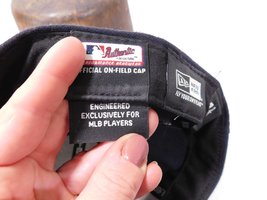 Authentic
OFFICIAL ON-FIELD CAP
ENGINEERED
EXCLUSIVELY FOR
MLB PLAYERS
NEW ERA